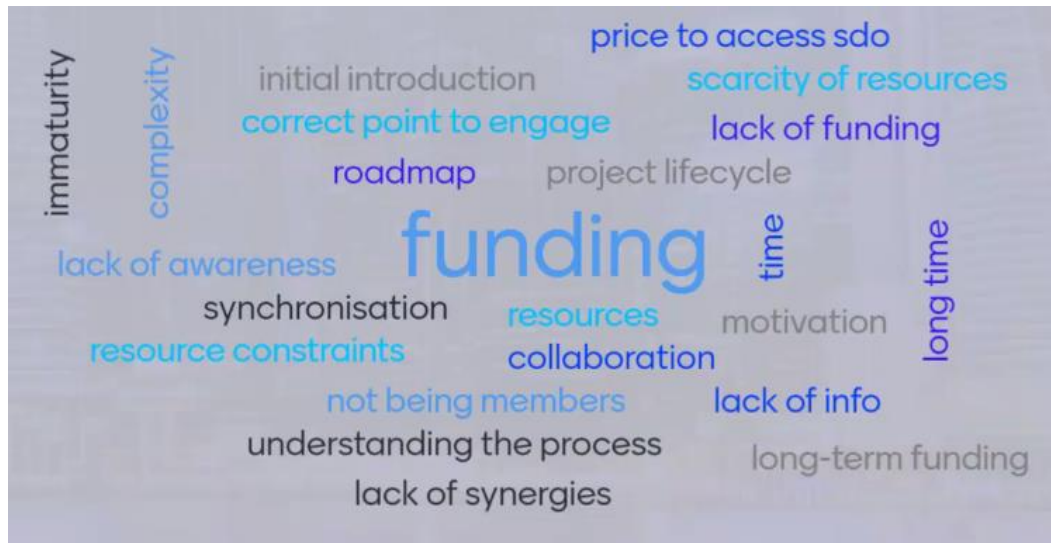 price to access sdo
immaturity
complexity
initial introduction
scarcity of resources
correct point to engage
lack of funding
roadmap
project lifecycle
funding
time
long time
lack of awareness
synchronisation
resources
motivation
resource constraints
collaboration
not being members
lack of info
understanding the process
long-term funding
lack of synergies